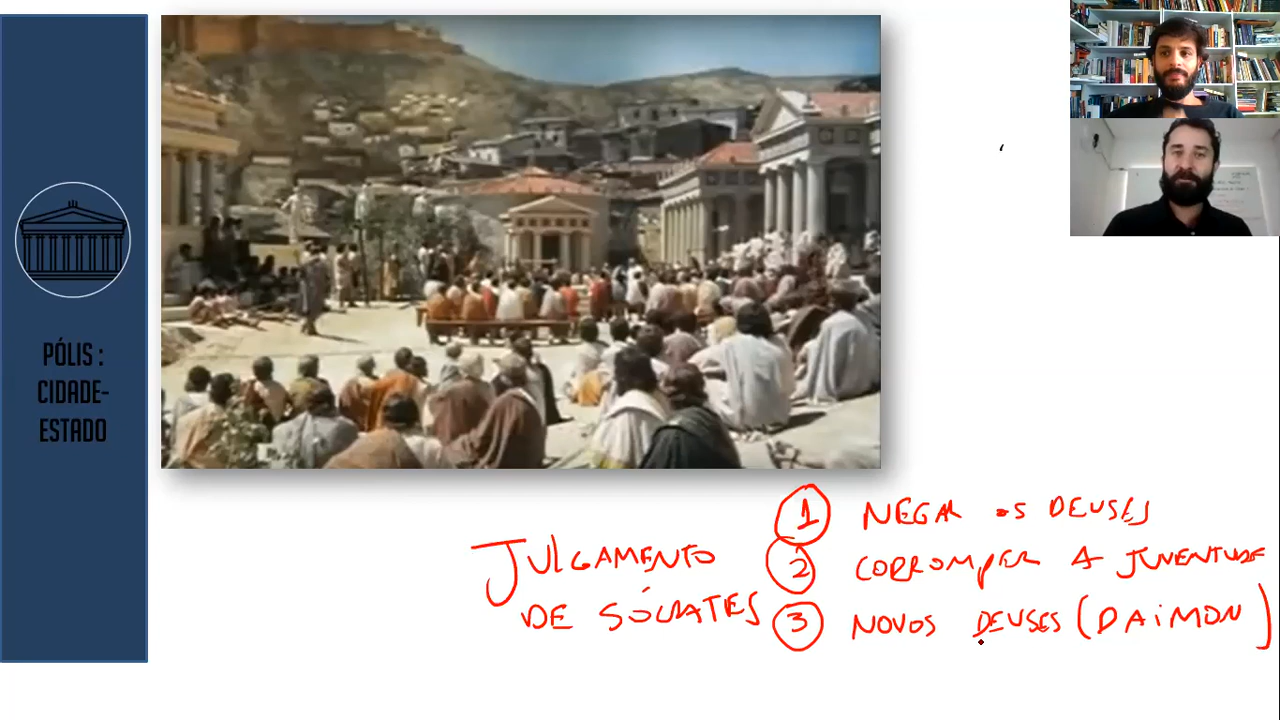 PÓLIS :
CIDADE-
ESTADO
JULGAMENTO
DE SÓCRATES
1 NEGAR OS DEUSES
2 CORROMPER A JUVENTUDE
3 NOVOS DEUSES (DAIMON)